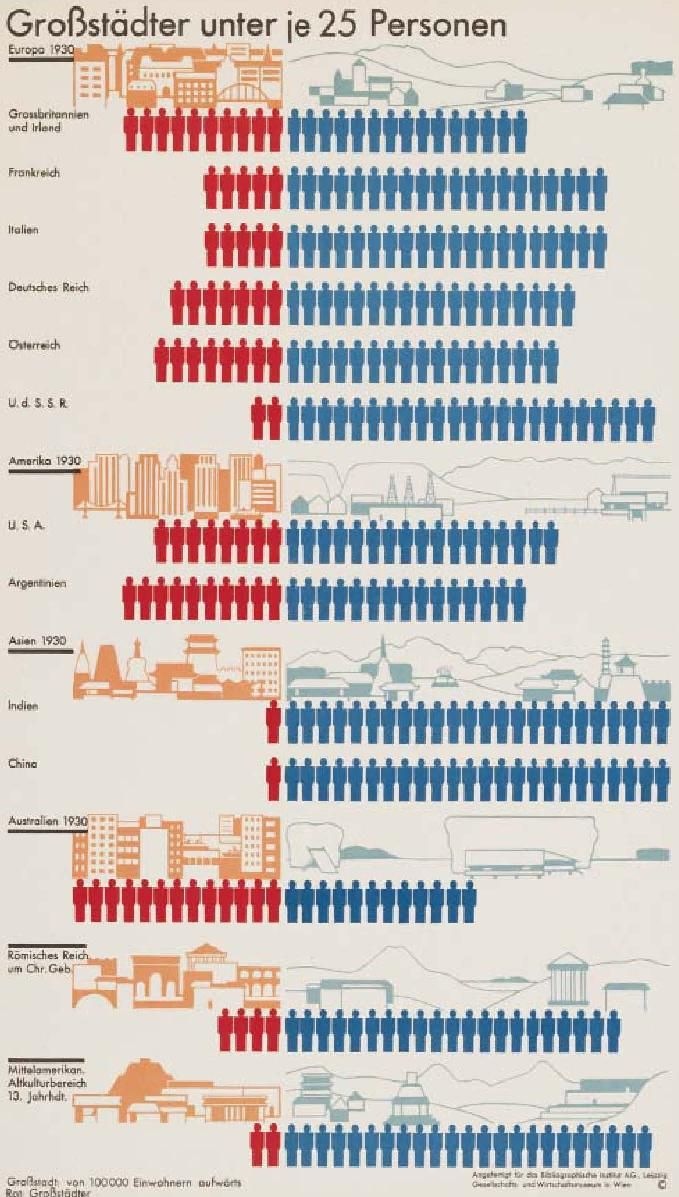 Großstädter unter je 25 Personen
Europa 1930
Grossbritannien
und Irland
Frankreich
Italien
Deutsches Reich
Österreich
U. d. S. S. R.
Amerika 1930
U. S. A.
Argentinien
Asien 1930
Indien
China
Australien 1930
Römisches Reich
um Chr. Geb.
Mittelamerikan.
Altkulturbereich
13. Jahrhdt.
Großstadt von 100000 Einwohnern aufwärts
Rot Großstädter
Angefertigt für das Bibliographische Institut AG., Leipzig
Gesellschafts- und Wirtschaftsmuseum in Wien ©